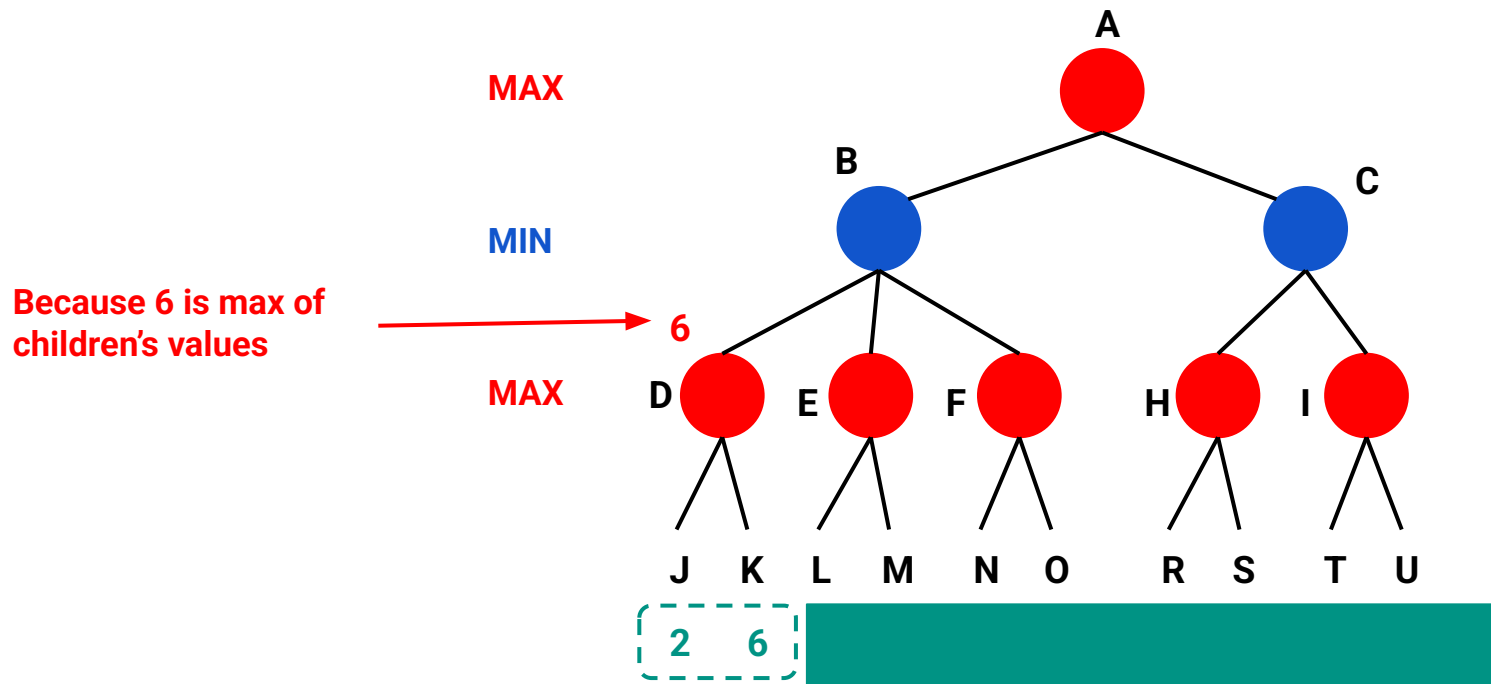 A
MAX
B
C
MIN
Because 6 is max of
children’s values
6
MAX
D E F H I
J K L M N O R S T U
2 6